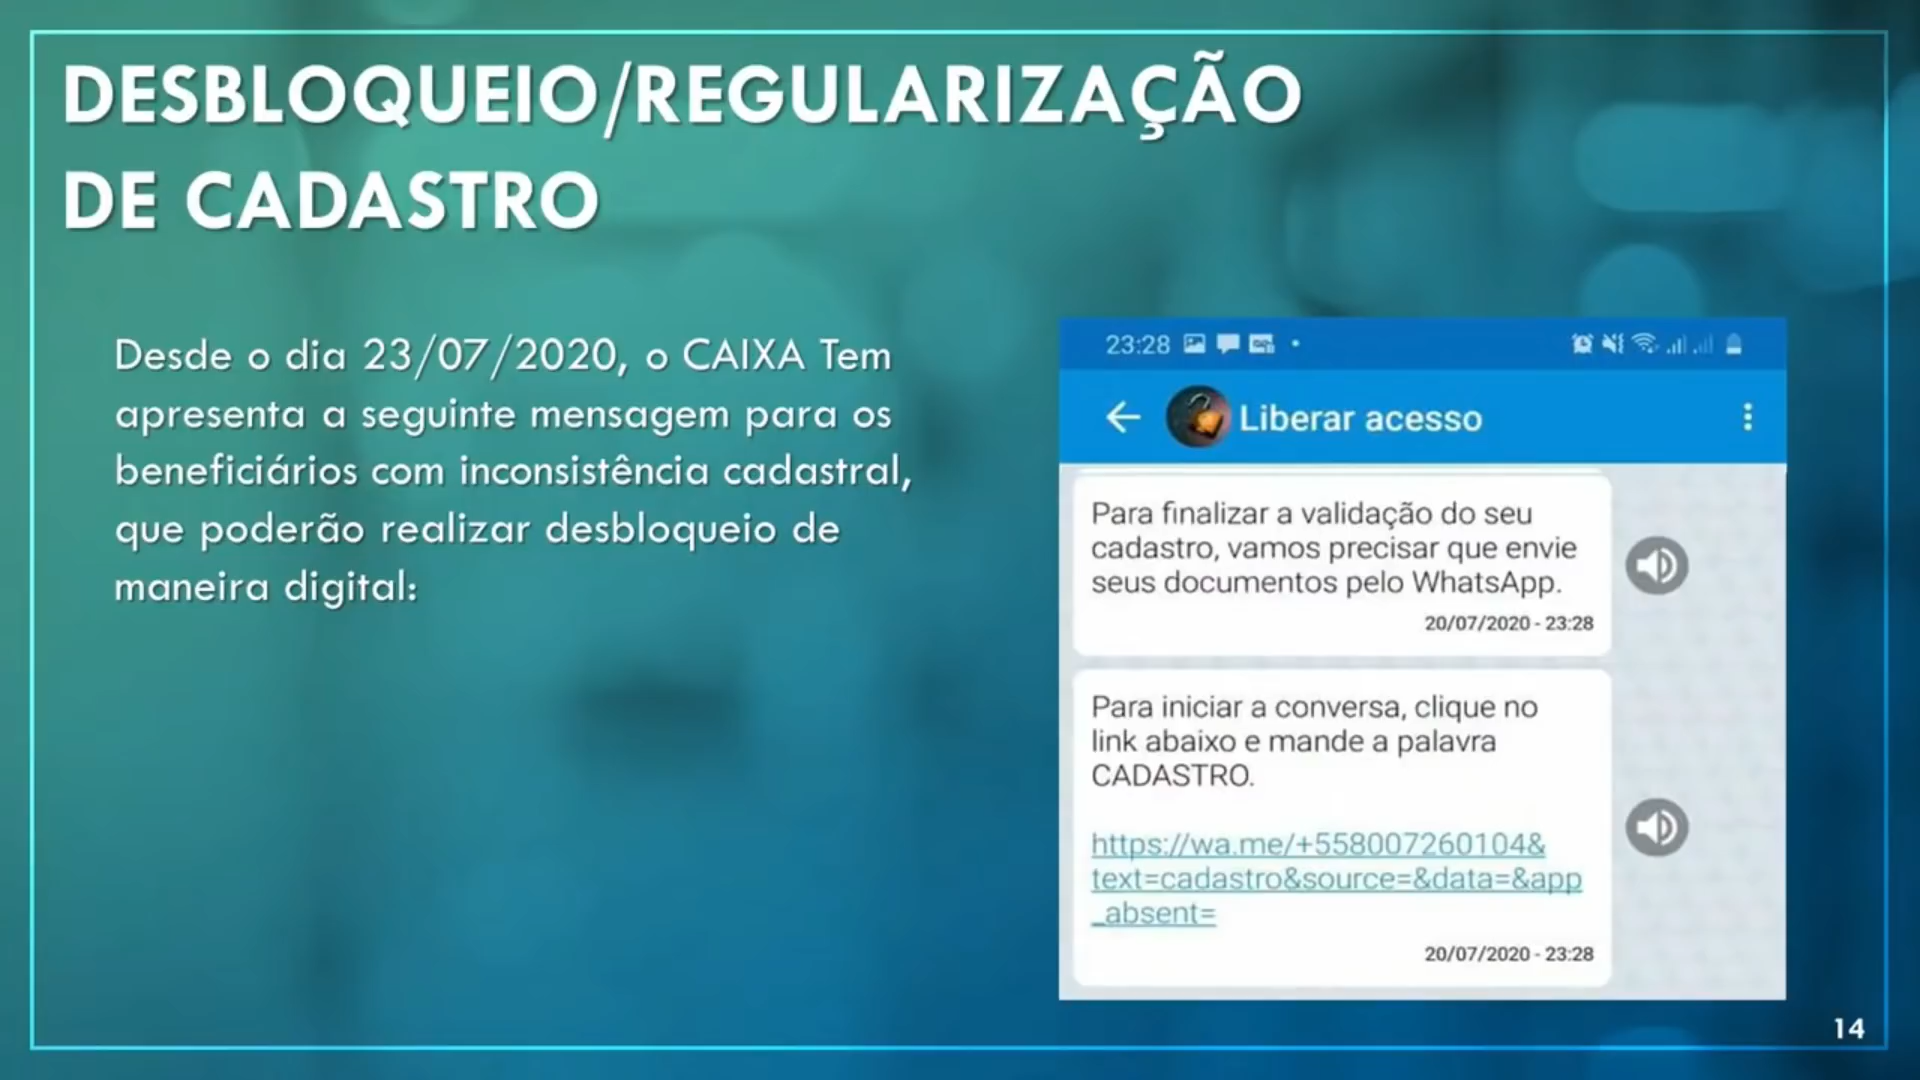 DESBLOQUEIO/REGULARIZAÇÃO
DE CADASTRO
Desde o dia 23/07/2020, o CAIXA Tem
apresenta a seguinte mensagem para os
beneficiários com inconsistência cadastral,
que poderão realizar desbloqueio de
maneira digital:
23:28
Liberar acesso
Para finalizar a validação do seu
cadastro, vamos precisar que envie
seus documentos pelo WhatsApp.
20/07/2020 - 23:28
Para iniciar a conversa, clique no
link abaixo e mande a palavra
CADASTRO.
https://wa.me/+558007260104&
text=cadastro&source=&data=&app
_absent=
20/07/2020 - 23:28
14